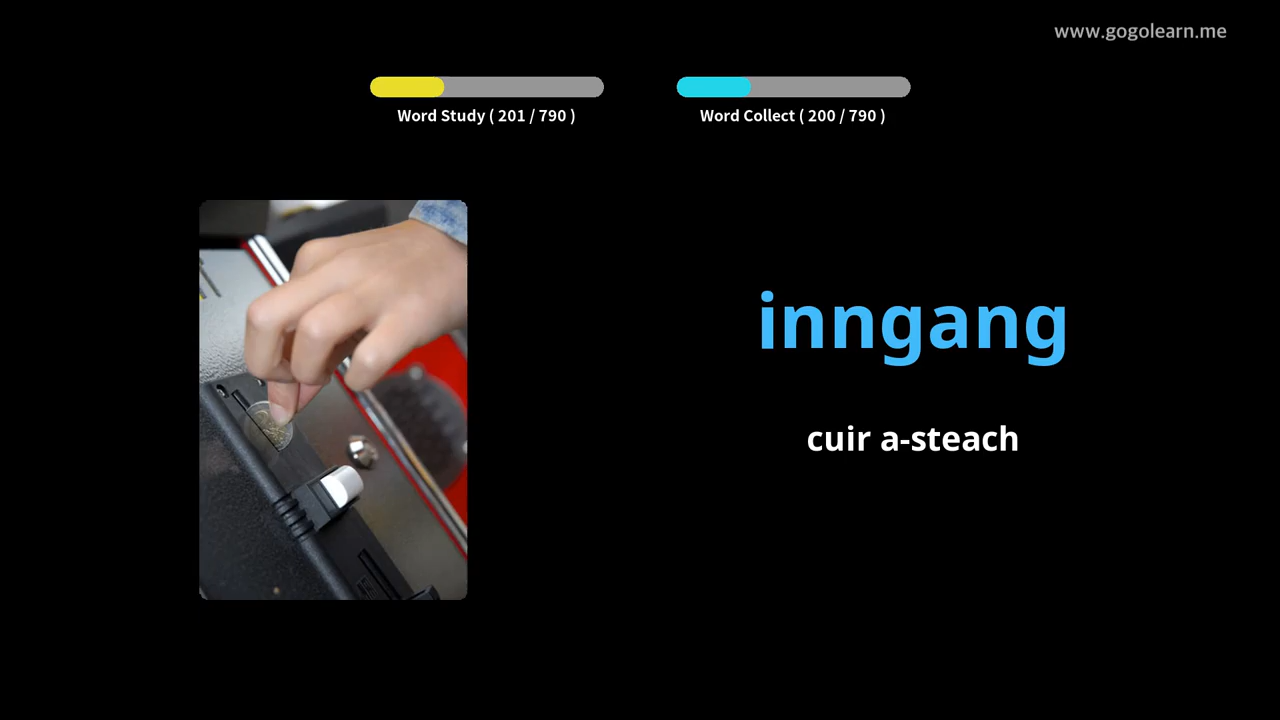 www.gogolearn.me
Word Study ( 201 / 790 )
Word Collect ( 200 / 790 )
inngang
cuir a-steach